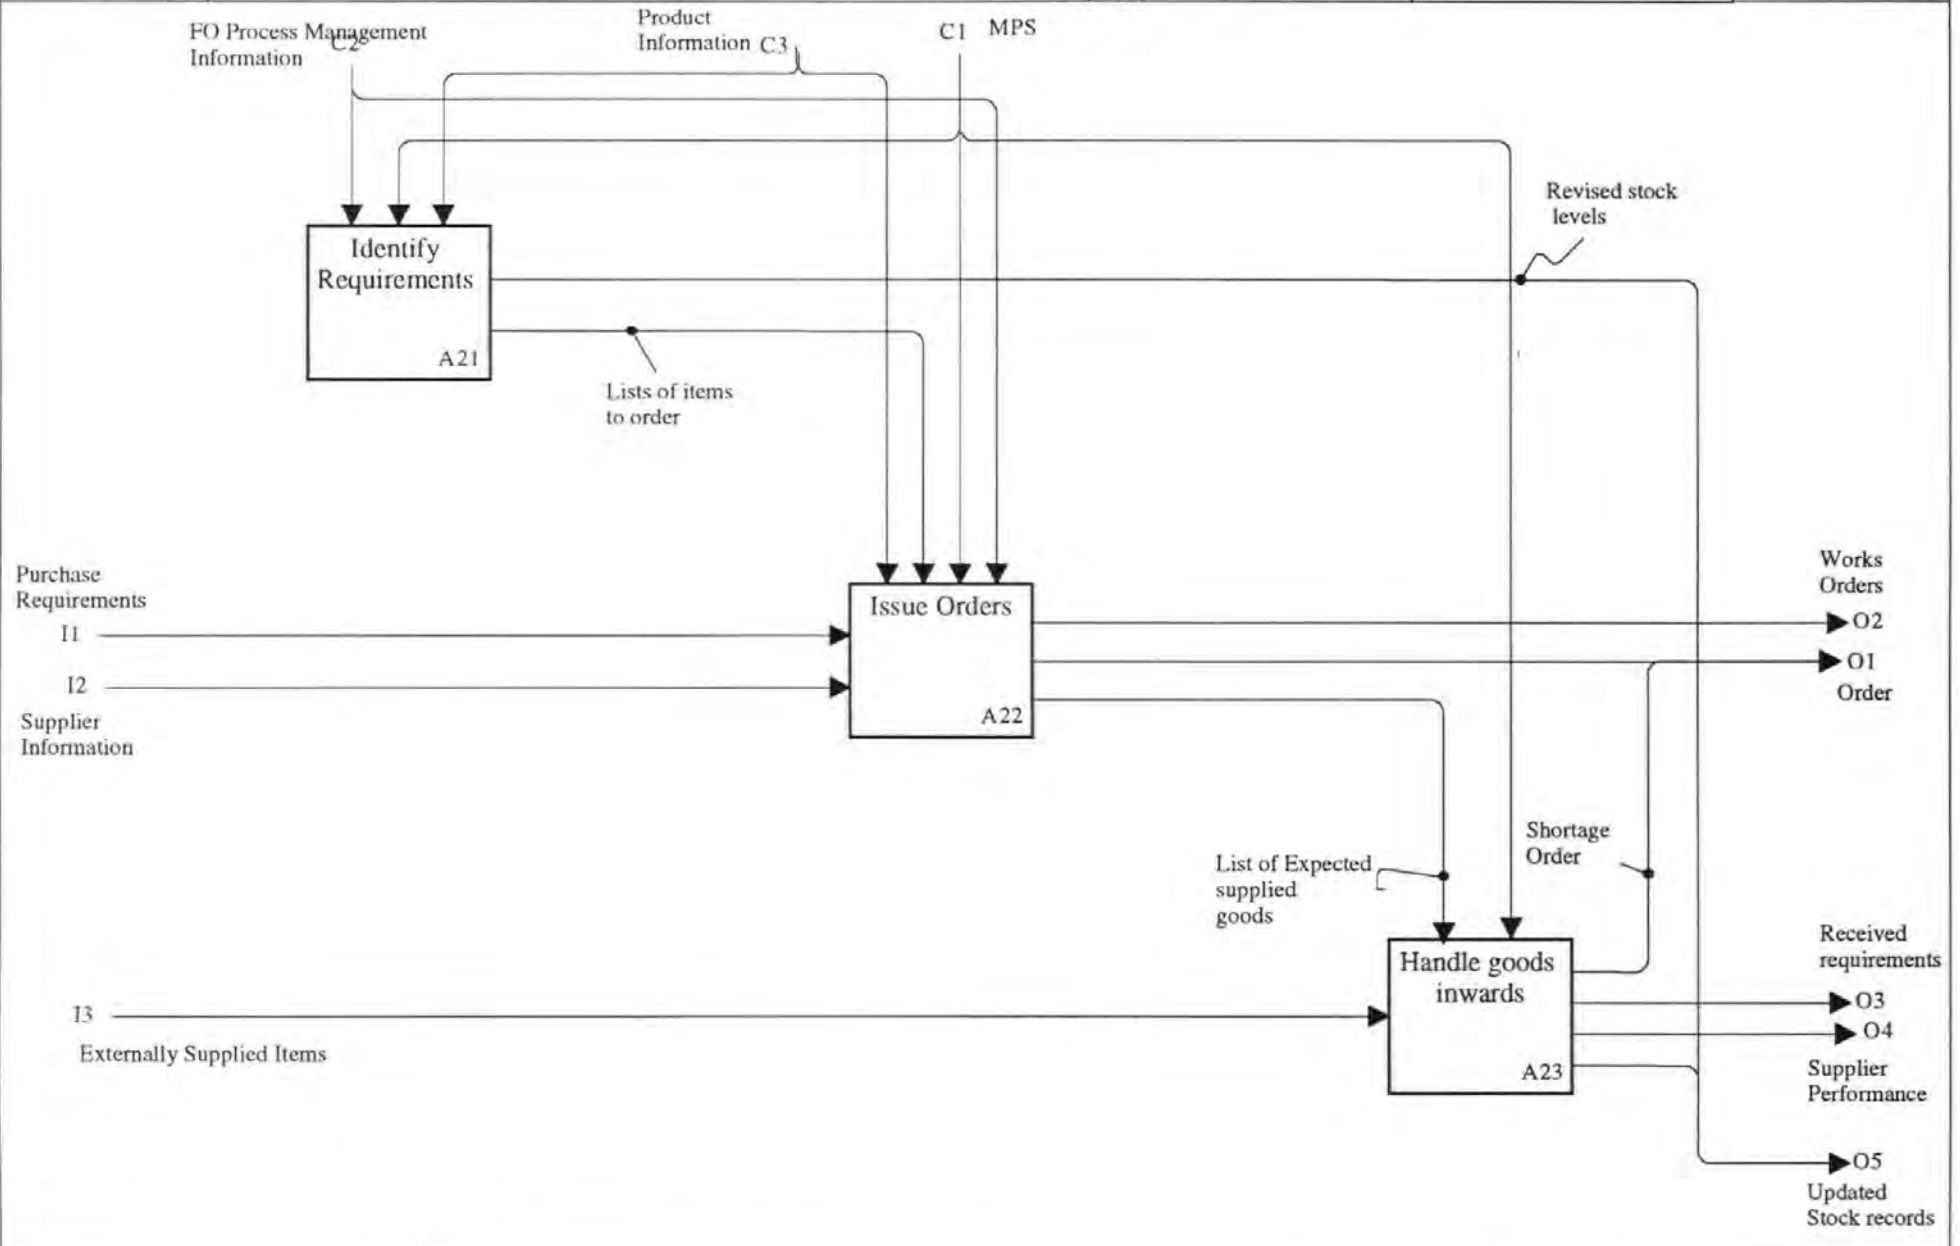 FO Process Management
Information
C2
Product
Information C3
C1 MPS
Revised stock
levels
Identify
Requirements
A21
Lists of items
to order
Purchase
Requirements
I1
I2
Supplier
Information
Issue Orders
A22
Works
Orders
O2
O1
Order
List of Expected
supplied
goods
Shortage
Order
Handle goods
inwards
A23
Received
requirements
O3
O4
Supplier
Performance
I3
Externally Supplied Items
O5
Updated
Stock records